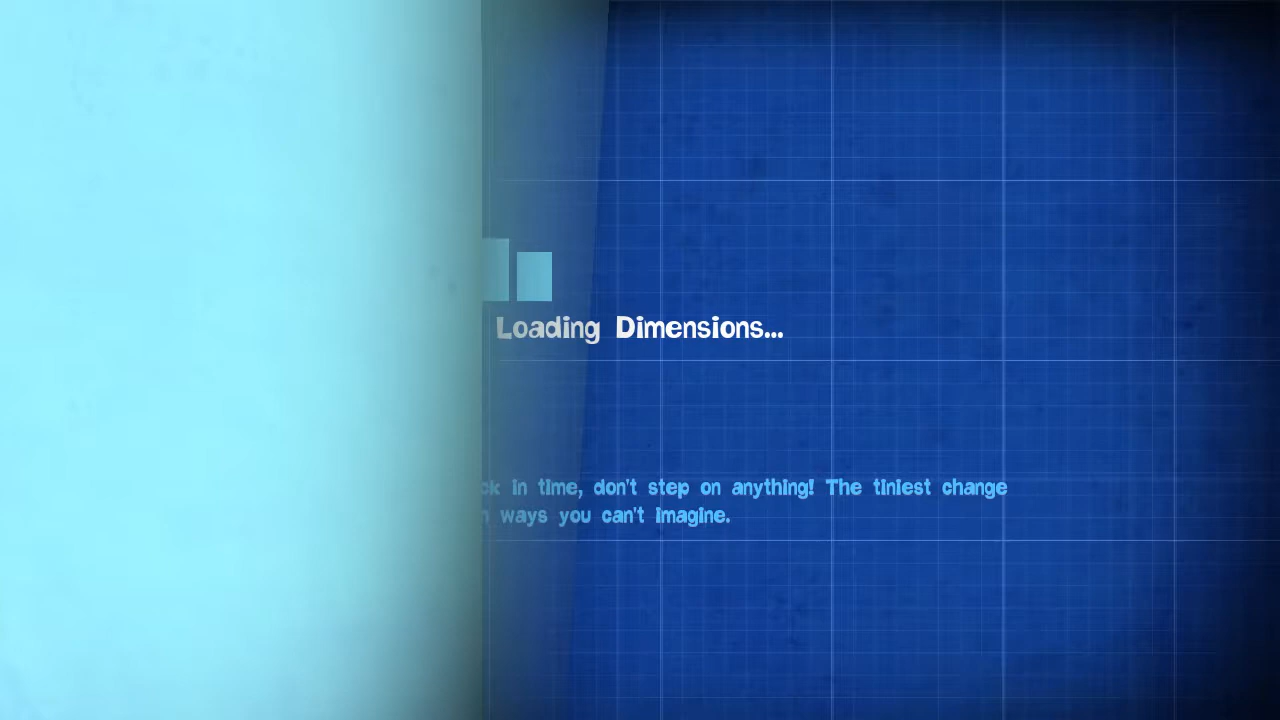 Loading Dimensions...
in time, don't step on anything! The tiniest change
ways you can't imagine.